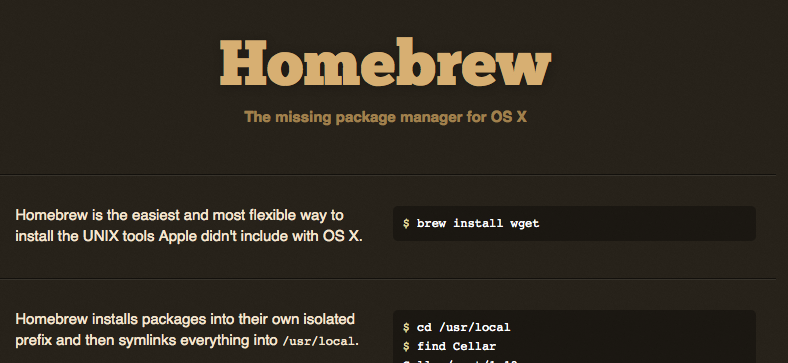 Homebrew
The missing package manager for OS X
Homebrew is the easiest and most flexible way to
install the UNIX tools Apple didn't include with OS X.
$ brew install wget
Homebrew installs packages into their own isolated
prefix and then symlinks everything into /usr/local.
$ cd /usr/local
$ find Cellar